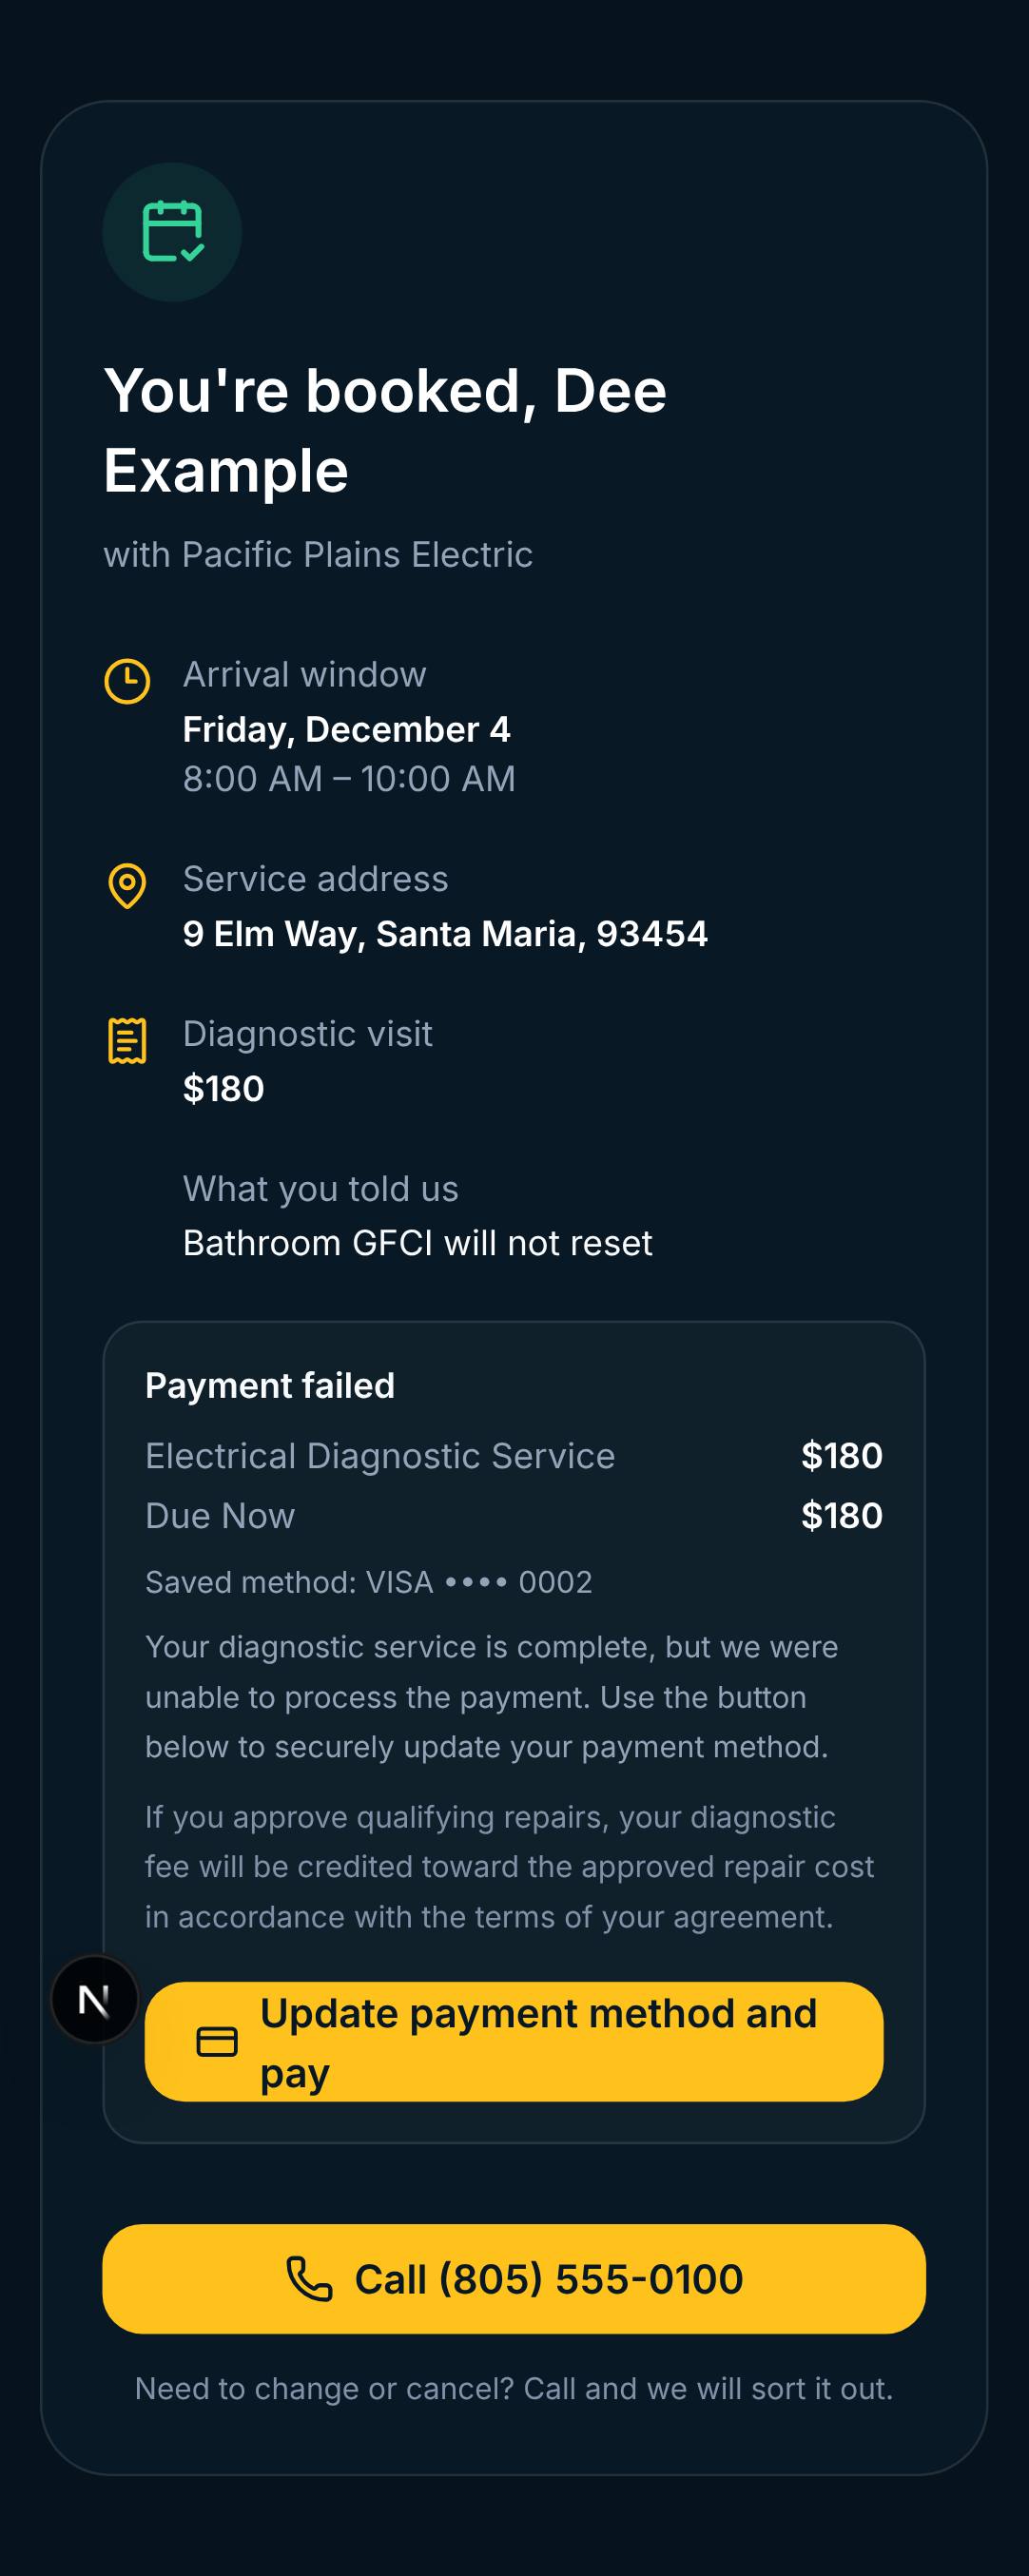 You're booked, Dee
Example
with Pacific Plains Electric
Arrival window
Friday, December 4
8:00 AM – 10:00 AM
Service address
9 Elm Way, Santa Maria, 93454
Diagnostic visit
$180
What you told us
Bathroom GFCI will not reset
Payment failed
Electrical Diagnostic Service $180
Due Now $180
Saved method: VISA •••• 0002
Your diagnostic service is complete, but we were
unable to process the payment. Use the button
below to securely update your payment method.
If you approve qualifying repairs, your diagnostic
fee will be credited toward the approved repair cost
in accordance with the terms of your agreement.
N
Update payment method and
pay
Call (805) 555-0100
Need to change or cancel? Call and we will sort it out.